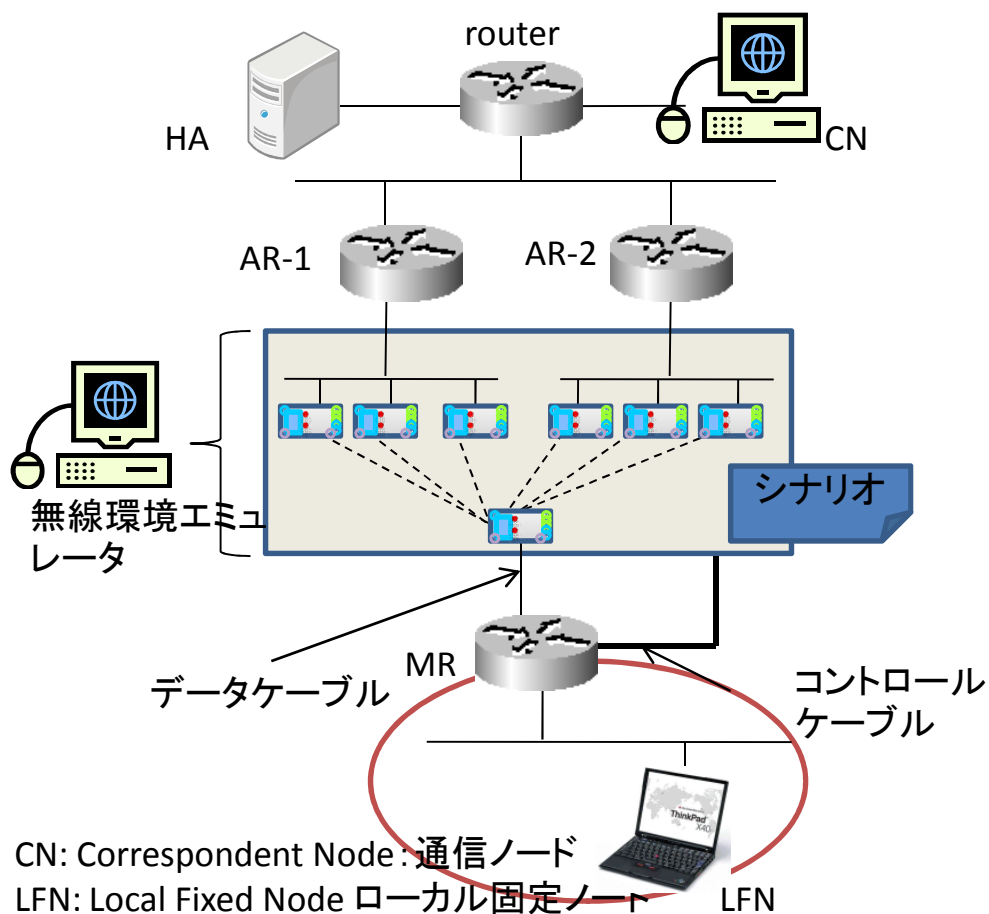 router
HA
CN
AR-1
AR-2
シナリオ
無線環境エミュ
レータ
MR
データケーブル
コントロール
ケーブル
ThinkPad
X40
CN: Correspondent Node : 通信ノード
LFN: Local Fixed Node ローカル固定ノード
LFN